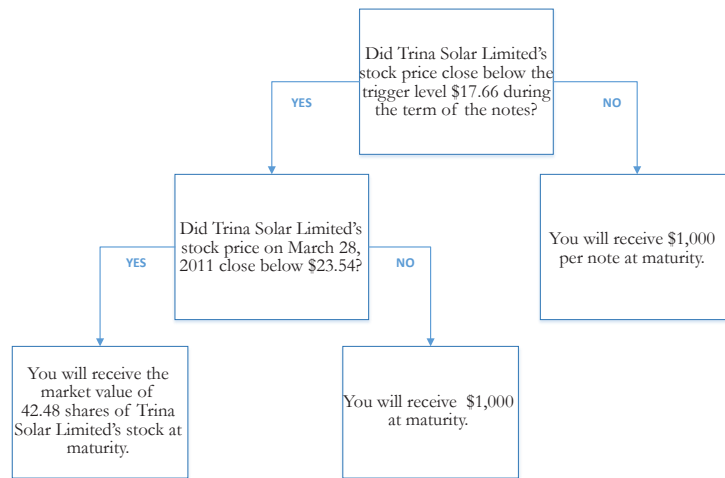 Did Trina Solar Limited's
stock price close below the
trigger level $17.66 during
the term of the notes?
YES
NO
Did Trina Solar Limited's
stock price on March 28,
2011 close below $23.54?
You will receive $1,000
per note at maturity.
YES
NO
You will receive the
market value of
42.48 shares of Trina
Solar Limited's stock at
maturity.
You will receive $1,000
at maturity.